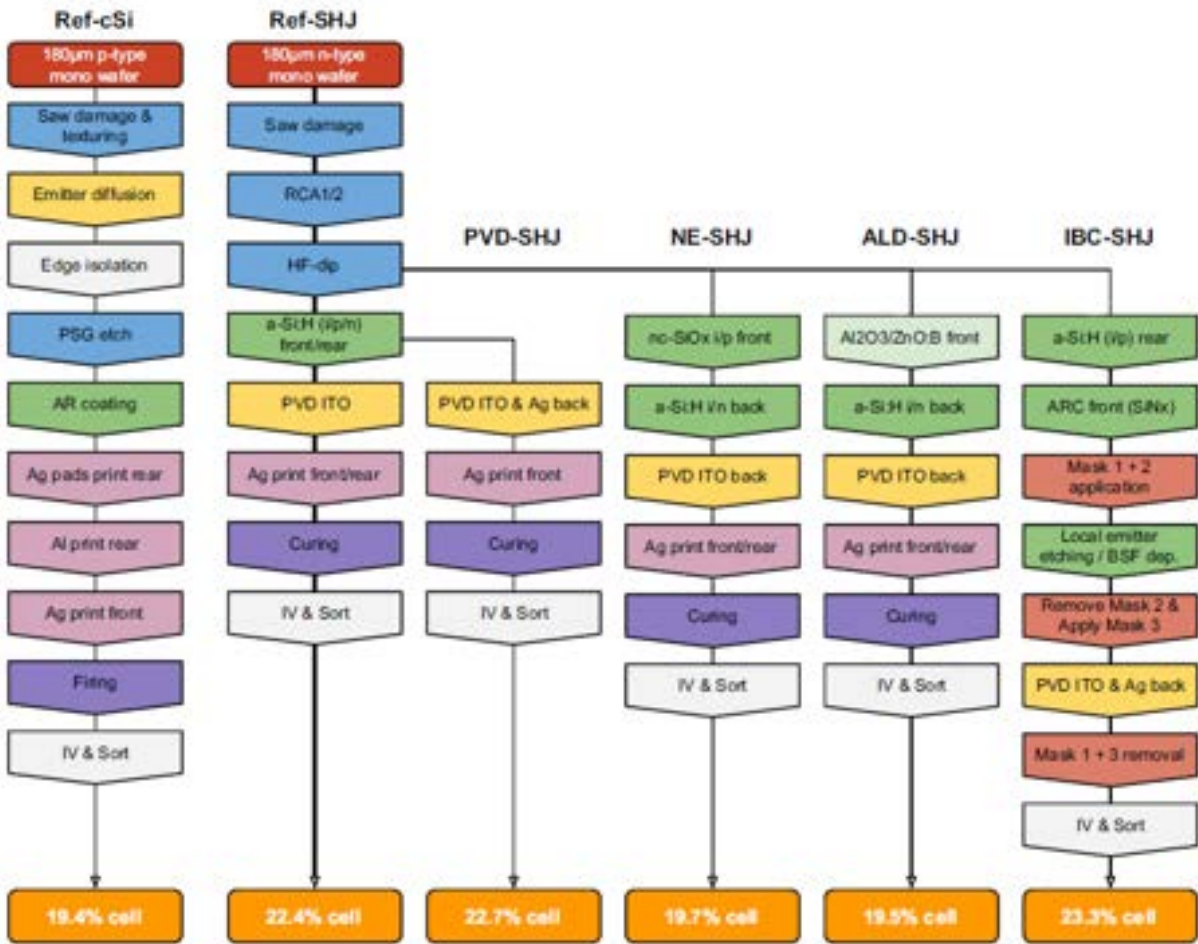 Ref-cSi
180µm p-type
mono wafer
Saw damage &
texturing
Emitter diffusion
Edge isolation
PSG etch
AR coating
Ag pads print rear
Al print rear
Ag print front
Firing
IV & Sort
19.4% cell
Ref-SHJ
180µm n-type
mono wafer
Saw damage
RCA1/2
HF-dip
a-Si:H (i/p/n)
front/rear
PVD ITO
Ag print front/rear
Curing
IV & Sort
22.4% cell
PVD-SHJ
PVD ITO & Ag back
Ag print front
Curing
IV & Sort
22.7% cell
NE-SHJ
nc-SiOx i/p front
a-Si:H i/n back
PVD ITO back
Ag print front/rear
Curing
IV & Sort
19.7% cell
ALD-SHJ
Al2O3/ZnO:B front
a-Si:H i/n back
PVD ITO back
Ag print front/rear
Curing
IV & Sort
19.5% cell
IBC-SHJ
a-Si:H (i/p) rear
ARC front (SiNx)
Mask 1 + 2
application
Local emitter
etching / BSF dep.
Remove Mask 2 &
Apply Mask 3
PVD ITO & Ag back
Mask 1 + 3 removal
IV & Sort
23.3% cell